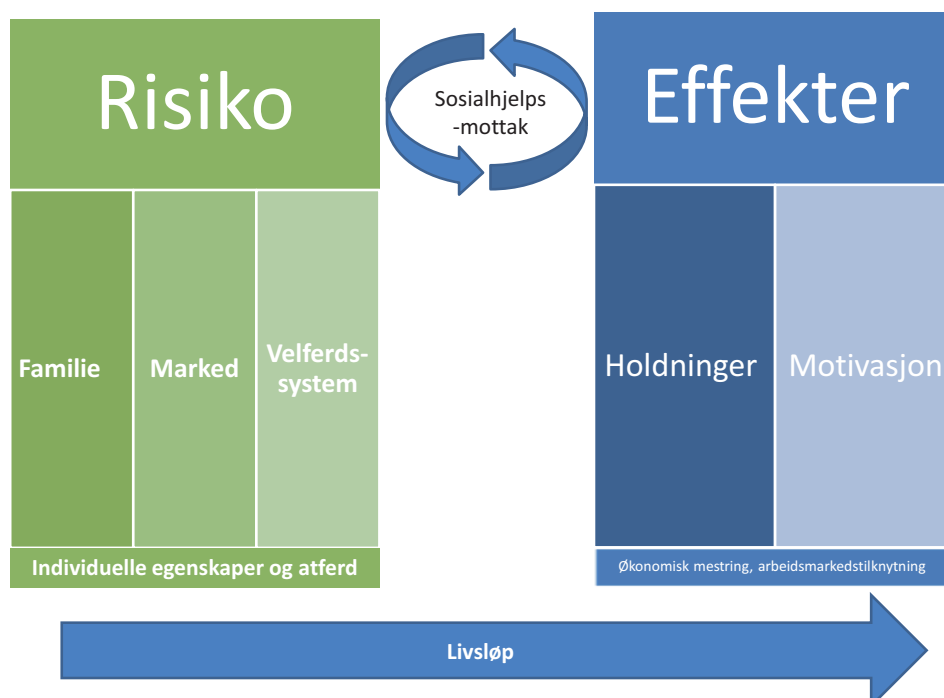 Risiko
Sosialhjelps
-mottak
Effekter
Familie
Marked
Velferds-
system
Holdninger
Motivasjon
Individuelle egenskaper og atferd
Økonomisk mestring, arbeidsmarkedstilknytning
Livsløp